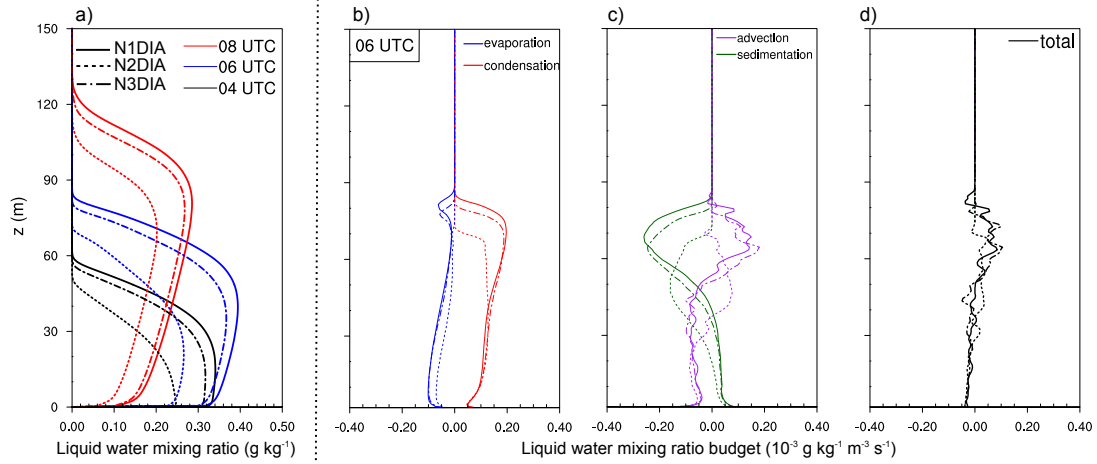 a)
b)
c)
d)
150
120
90
60
30
0
z (m)
N1DIA
N2DIA
N3DIA
08 UTC
06 UTC
04 UTC
0.00 0.10 0.20 0.30 0.40 0.50
Liquid water mixing ratio (g kg⁻¹)
06 UTC
evaporation
condensation
-0.40 -0.20 0.00 0.20 0.40
advection
sedimentation
-0.40 -0.20 0.00 0.20 0.40
total
-0.40 -0.20 0.00 0.20 0.40
Liquid water mixing ratio budget (10⁻³ g kg⁻¹ m⁻³ s⁻¹)